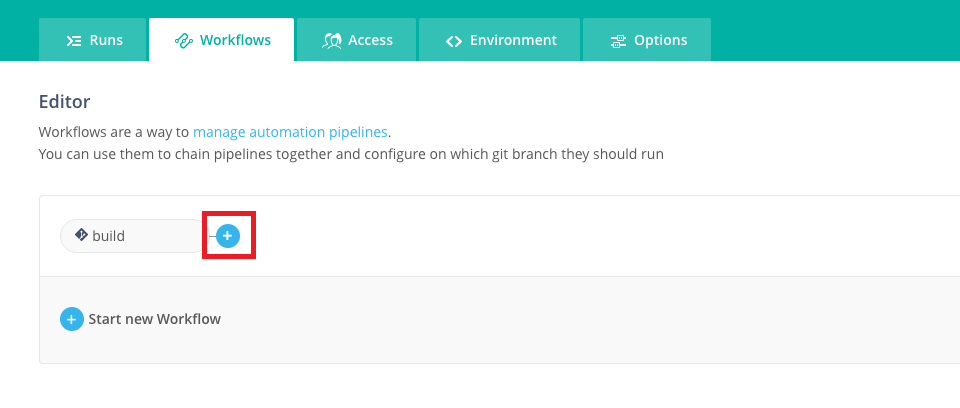 Runs Workflows Access Environment Options
Editor
Workflows are a way to manage automation pipelines.
You can use them to chain pipelines together and configure on which git branch they should run
build
Start new Workflow